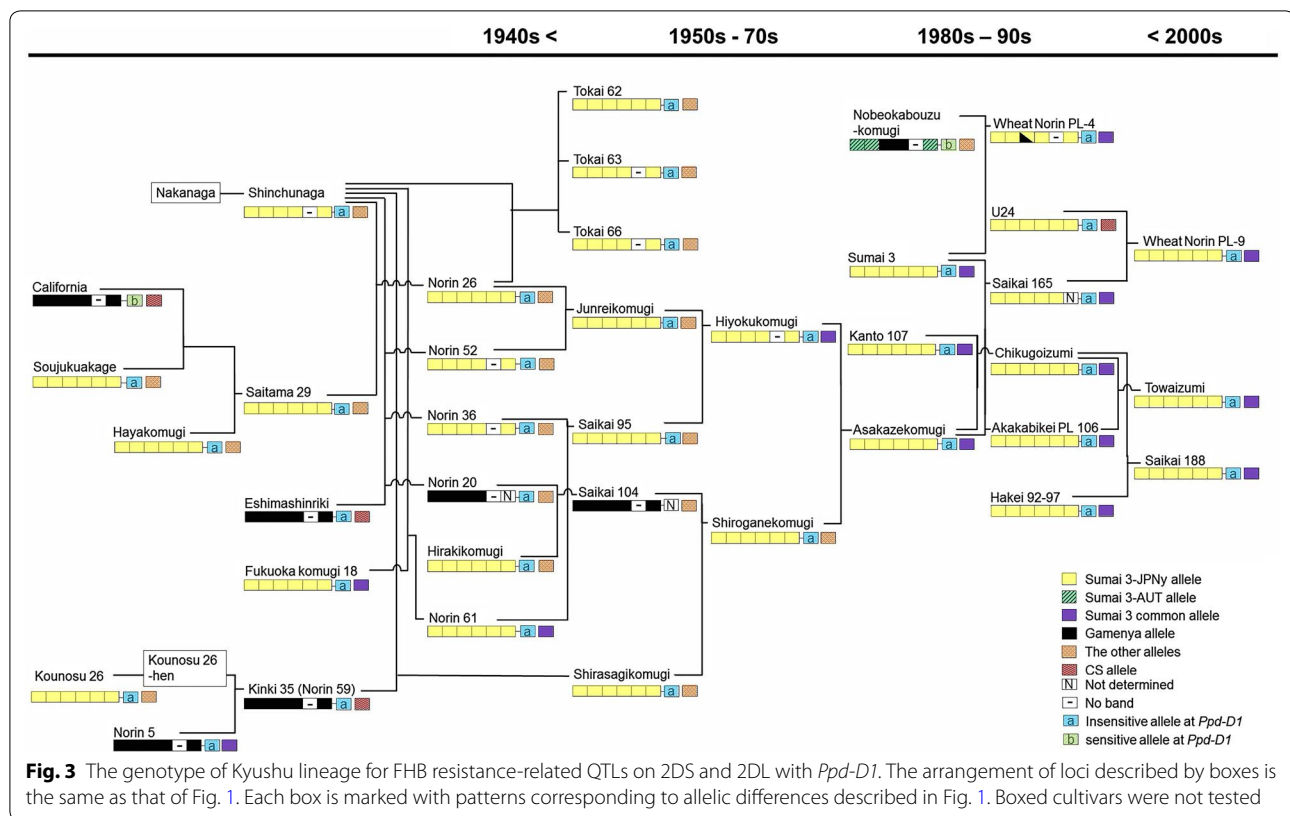 1940s <
1950s - 70s
1980s – 90s
< 2000s
Tokai 62
a
Tokai 63
- a
Tokai 66
- a
Nakanaga
Shinchunaga
- a
California
- b
Soujukuakage
a
Hayakomugi
a
Saitama 29
a
Eshimashinriki
- a
Fukuoka komugi 18
a
Kounosu 26
a
Kounosu 26
-hen
Norin 5
- a
Kinki 35 (Norin 59)
- a
Norin 26
a
Norin 52
- a
Norin 36
- a
Norin 20
- N a
Hirakikomugi
a
Norin 61
a
Junreikomugi
a
Saikai 95
a
Saikai 104
- N
Shirasagikomugi
a
Hiyokukomugi
- a
Shiroganekomugi
a
Nobeokabouzu
-komugi
- b
Sumai 3
a
Kanto 107
a
Asakazekomugi
a
Wheat Norin PL-4
- a
U24
a
Saikai 165
N a
Chikugoizumi
a
Akakabikei PL 106
a
Hakei 92-97
a
Wheat Norin PL-9
a
Towaizumi
a
Saikai 188
a
Sumai 3-JPNy allele
Sumai 3-AUT allele
Sumai 3 common allele
Gamenya allele
The other alleles
CS allele
N Not determined
- No band
a Insensitive allele at Ppd-D1
b sensitive allele at Ppd-D1
Fig. 3 The genotype of Kyushu lineage for FHB resistance-related QTLs on 2DS and 2DL with Ppd-D1. The arrangement of loci described by boxes is
the same as that of Fig. 1. Each box is marked with patterns corresponding to allelic differences described in Fig. 1. Boxed cultivars were not tested